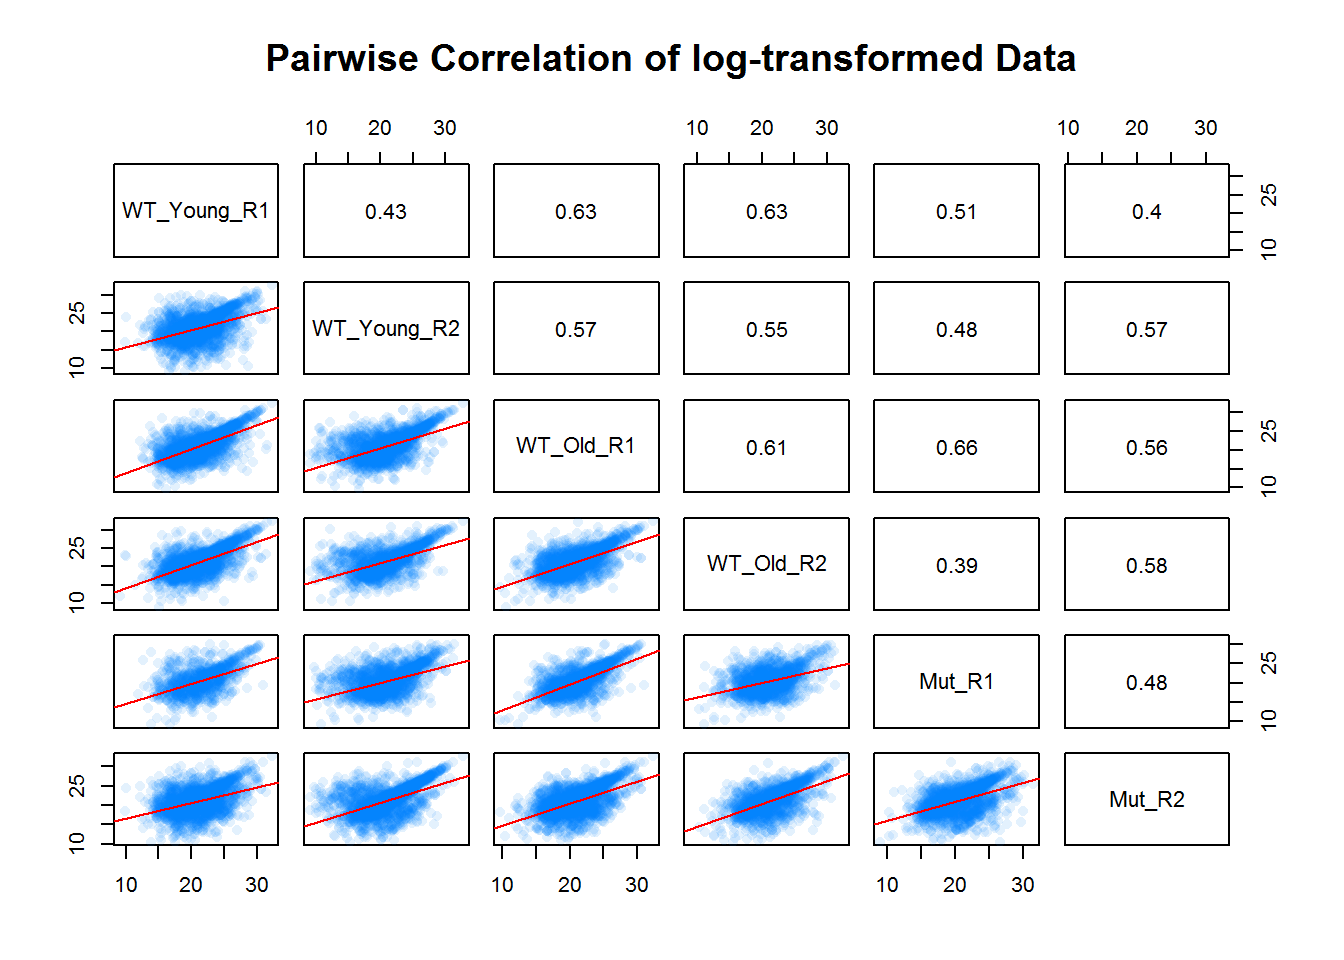 Pairwise Correlation of log-transformed Data
10 20 30 10 20 30 10 30
WT_Young_R1 0.43 0.63 0.63 0.51 0.4 10 25
10 25 WT_Young_R2 0.57 0.55 0.48 0.57
WT_Old_R1 0.61 0.66 0.56 10 25
10 25 WT_Old_R2 0.39 0.58
Mut_R1 0.48 10 25
10 25 Mut_R2
10 20 30 10 20 30 10 20 30